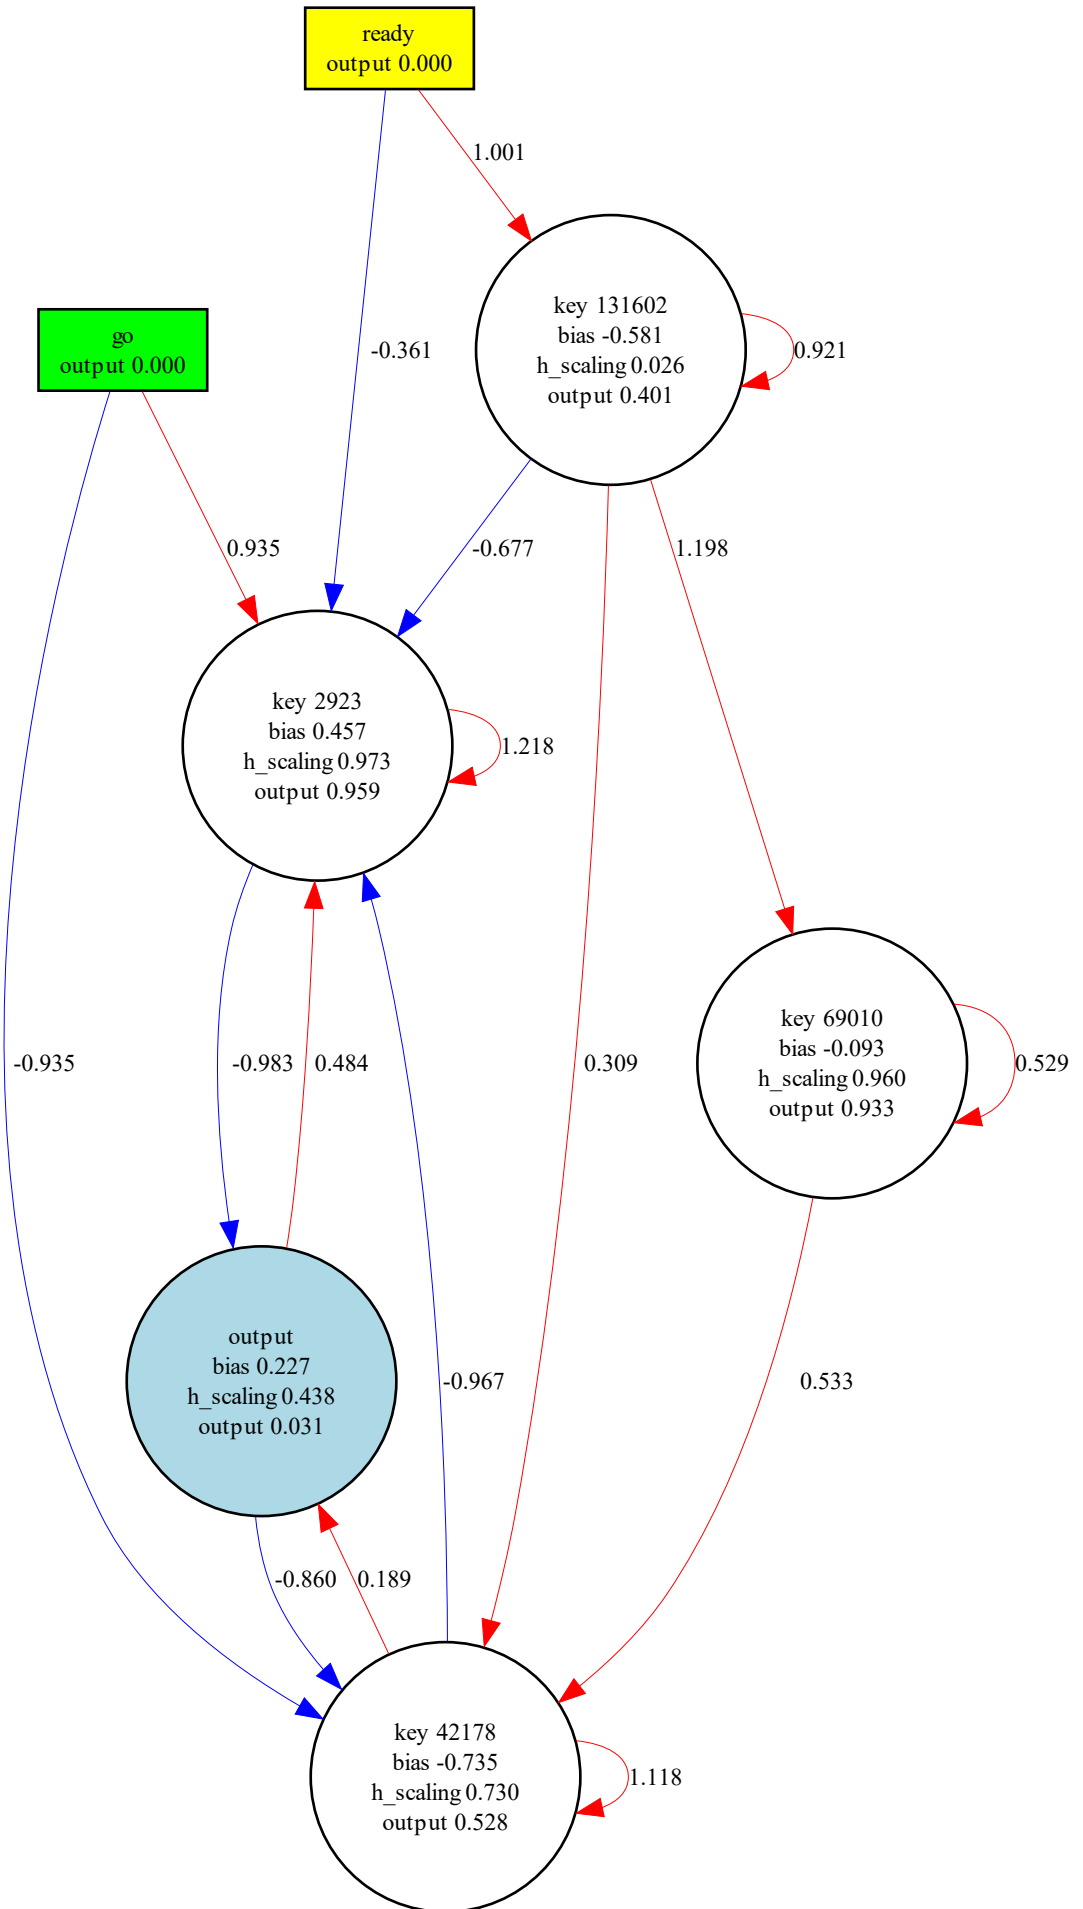 ready
output 0.000
1.001
key 131602
bias -0.581
h_scaling 0.026
output 0.401
0.921
go
output 0.000
-0.361
0.935
-0.677
1.198
key 2923
bias 0.457
h_scaling 0.973
output 0.959
1.218
key 69010
bias -0.093
h_scaling 0.960
output 0.933
0.529
-0.935
-0.983
0.484
0.309
output
bias 0.227
h_scaling 0.438
output 0.031
-0.967
0.533
-0.860
0.189
key 42178
bias -0.735
h_scaling 0.730
output 0.528
1.118